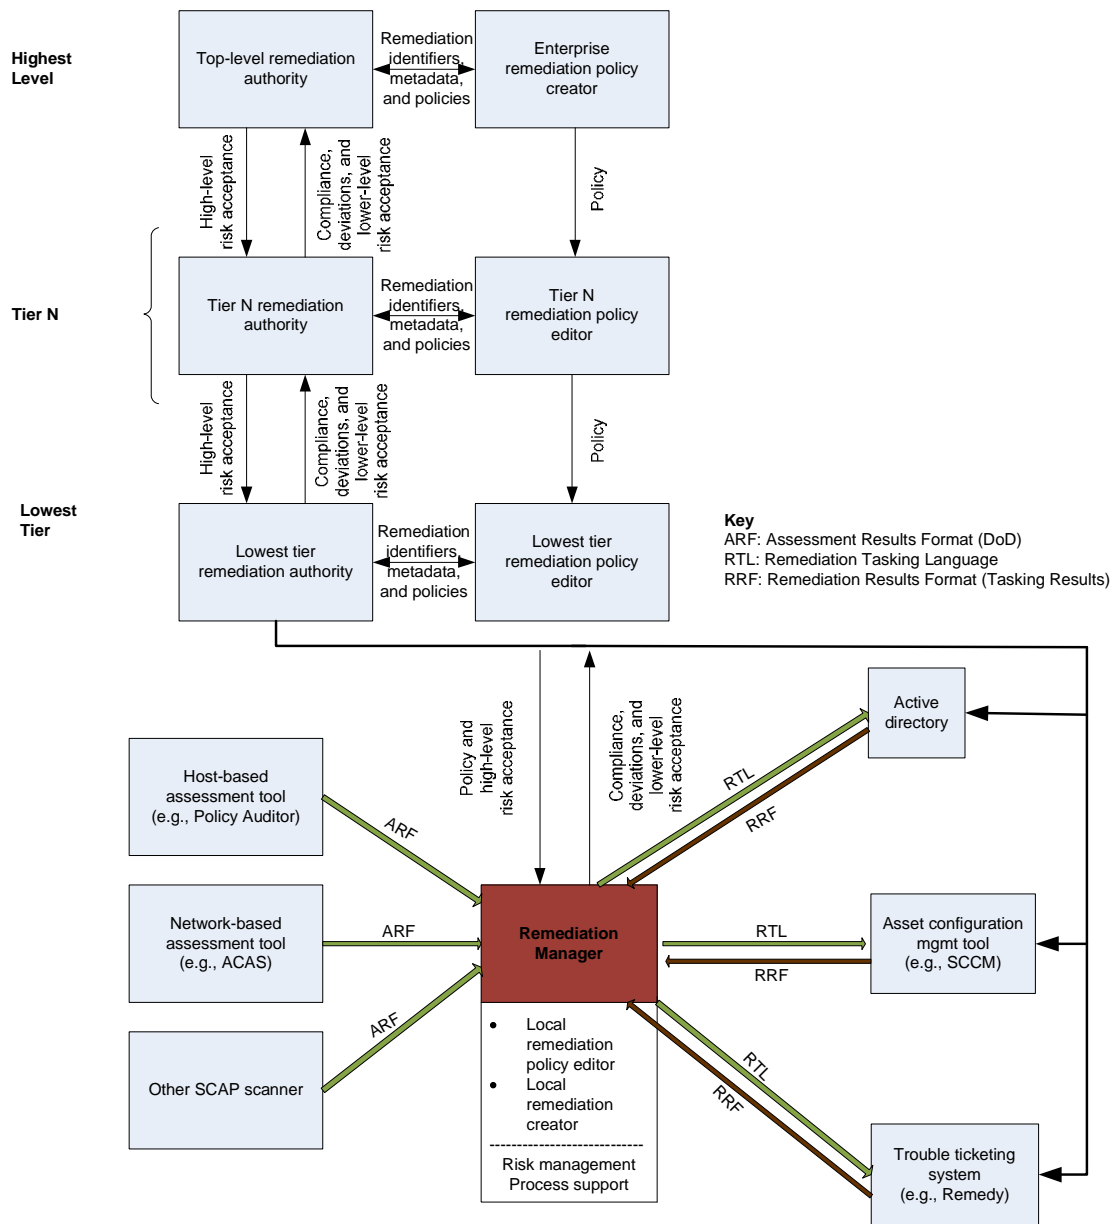 Highest
Level
Top-level remediation
authority
Remediation
identifiers,
metadata,
and policies
Enterprise
remediation policy
creator
High-level
risk acceptance
Compliance,
deviations, and
lower-level
risk acceptance
Policy
Tier N
Tier N remediation
authority
Remediation
identifiers,
metadata,
and policies
Tier N
remediation policy
editor
High-level
risk acceptance
Compliance,
deviations, and
lower-level
risk acceptance
Policy
Lowest
Tier
Lowest tier
remediation authority
Remediation
identifiers,
metadata,
and policies
Lowest tier
remediation policy
editor
Key
ARF: Assessment Results Format (DoD)
RTL: Remediation Tasking Language
RRF: Remediation Results Format (Tasking Results)
Policy and
high-level
risk acceptance
Compliance,
deviations, and
lower-level
risk acceptance
Active
directory
RTL
RRF
Host-based
assessment tool
(e.g., Policy Auditor)
ARF
Network-based
assessment tool
(e.g., ACAS)
ARF
Remediation
Manager
RTL
RRF
Asset configuration
mgmt tool
(e.g., SCCM)
Other SCAP scanner
ARF
• Local
remediation
policy editor
• Local
remediation
creator
---------------------------
Risk management
Process support
RTL
RRF
Trouble ticketing
system
(e.g., Remedy)